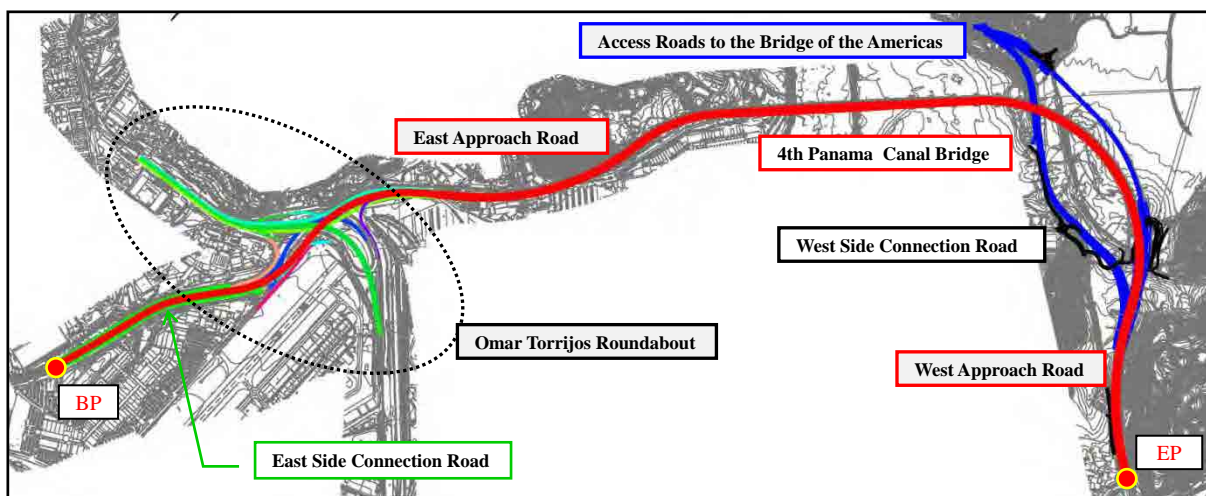 Access Roads to the Bridge of the Americas
East Approach Road
4th Panama Canal Bridge
West Side Connection Road
Omar Torrijos Roundabout
West Approach Road
BP
EP
East Side Connection Road